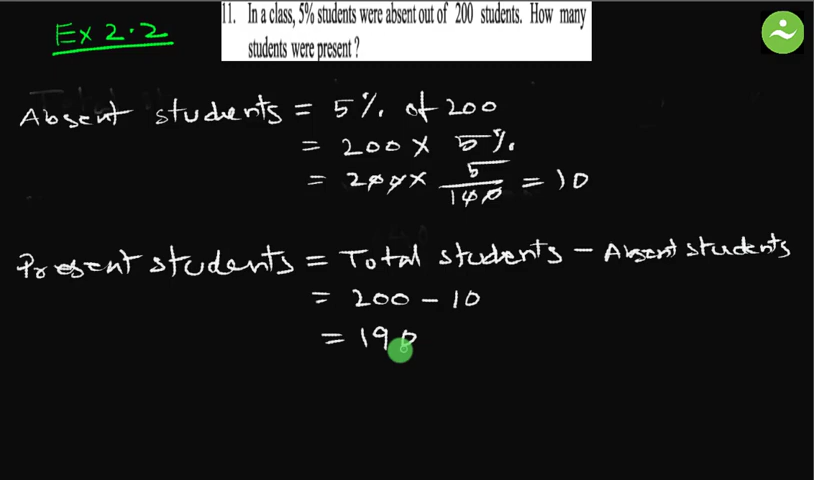 Ex 2.2
11. In a class, 5% students were absent out of 200 students. How many
students were present ?
Absent students = 5% of 200
= 200 × 5%
= 200 × 5/100 = 10
Present students = Total students - Absent students
= 200 - 10
= 190